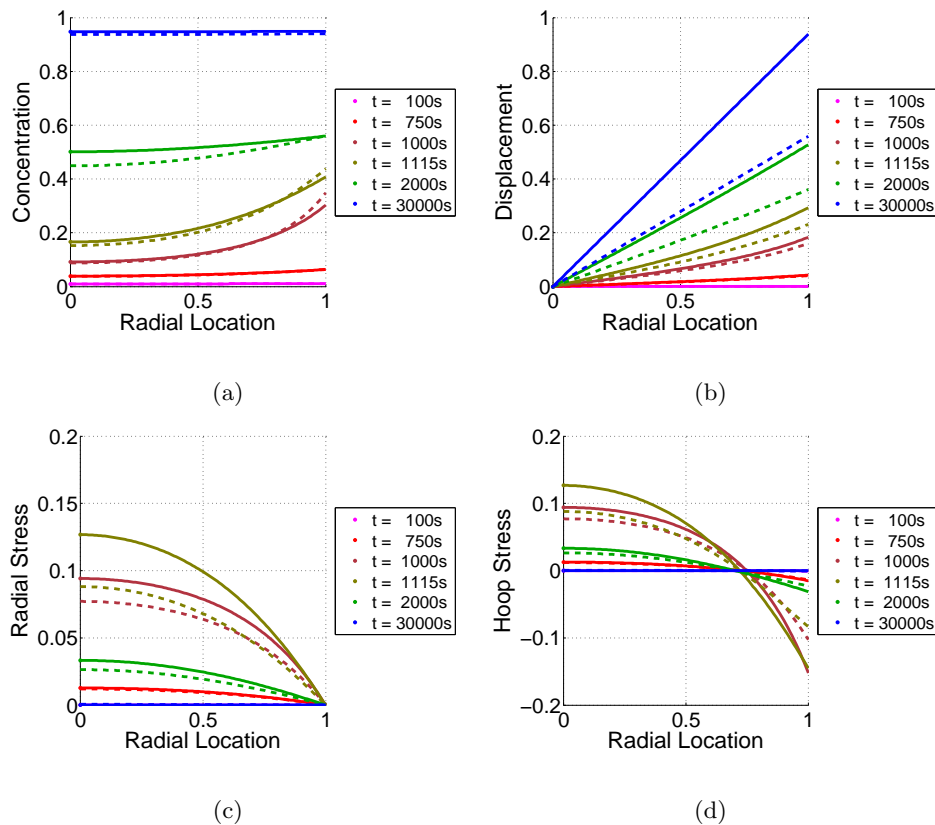 1
0.8
0.6
0.4
0.2
0
0 0.5 1
Concentration
Radial Location
t = 100s
t = 750s
t = 1000s
t = 1115s
t = 2000s
t = 30000s
(a)
1
0.8
0.6
0.4
0.2
0
0 0.5 1
Displacement
Radial Location
t = 100s
t = 750s
t = 1000s
t = 1115s
t = 2000s
t = 30000s
(b)
0.2
0.15
0.1
0.05
0
0 0.5 1
Radial Stress
Radial Location
t = 100s
t = 750s
t = 1000s
t = 1115s
t = 2000s
t = 30000s
(c)
0.2
0.1
0
−0.1
−0.2
0 0.5 1
Hoop Stress
Radial Location
t = 100s
t = 750s
t = 1000s
t = 1115s
t = 2000s
t = 30000s
(d)